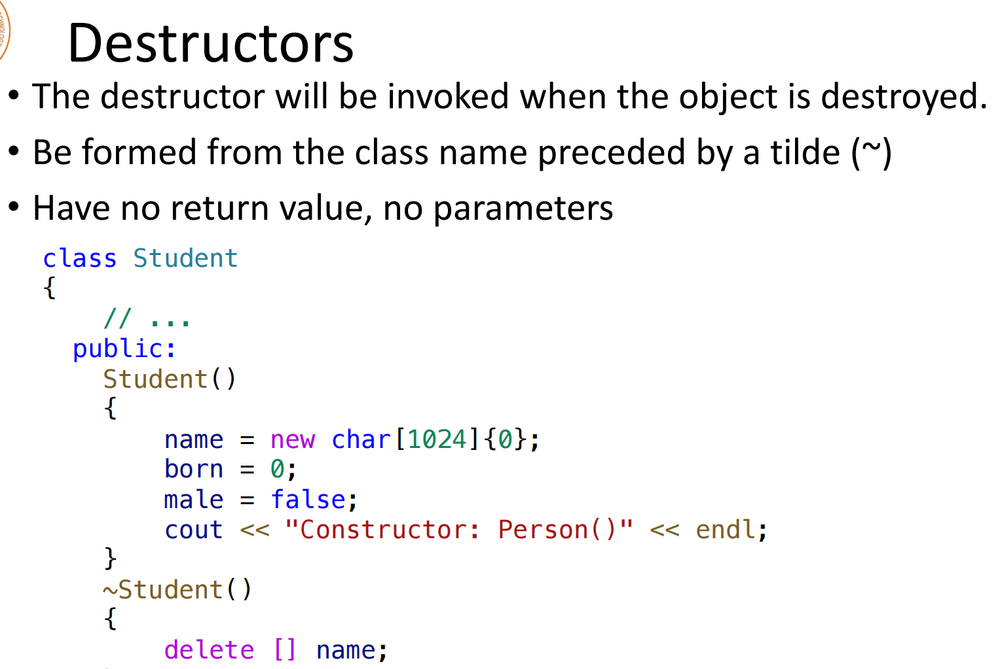 Destructors
• The destructor will be invoked when the object is destroyed.
• Be formed from the class name preceded by a tilde (~)
• Have no return value, no parameters
class Student
{
    // ...
  public:
    Student()
    {
        name = new char[1024]{0};
        born = 0;
        male = false;
        cout << "Constructor: Person()" << endl;
    }
    ~Student()
    {
        delete [] name;